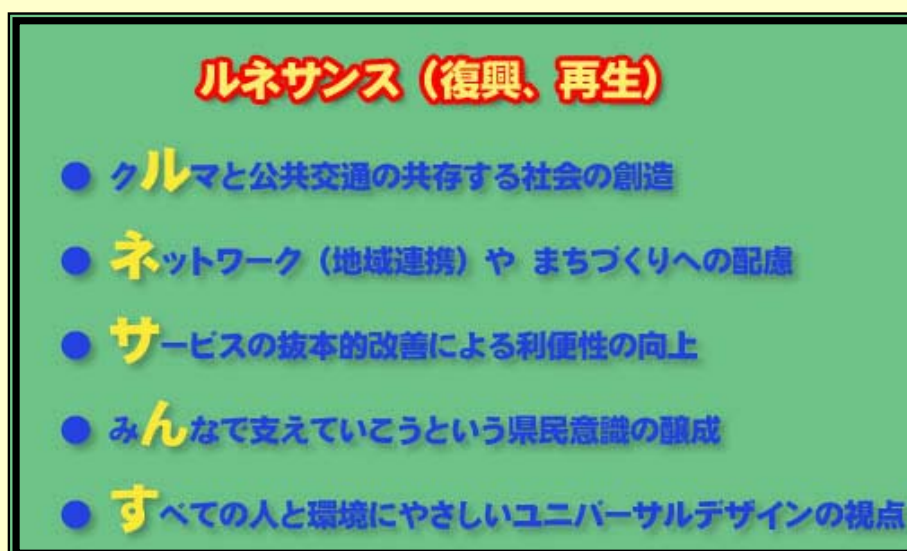 ルネサンス（復興、再生）
● クルマと公共交通の共存する社会の創造
● ネットワーク（地域連携）や まちづくりへの配慮
● サービスの抜本的改善による利便性の向上
● みんなで支えていこうという県民意識の醸成
● すべての人と環境にやさしいユニバーサルデザインの視点